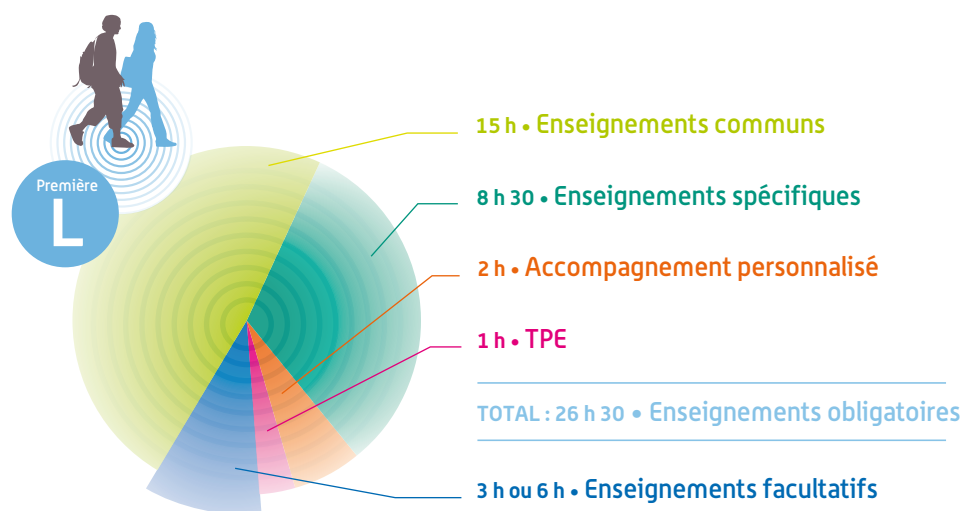 Première
L
15 h • Enseignements communs
8 h 30 • Enseignements spécifiques
2 h • Accompagnement personnalisé
1 h • TPE
TOTAL : 26 h 30 • Enseignements obligatoires
3 h ou 6 h • Enseignements facultatifs